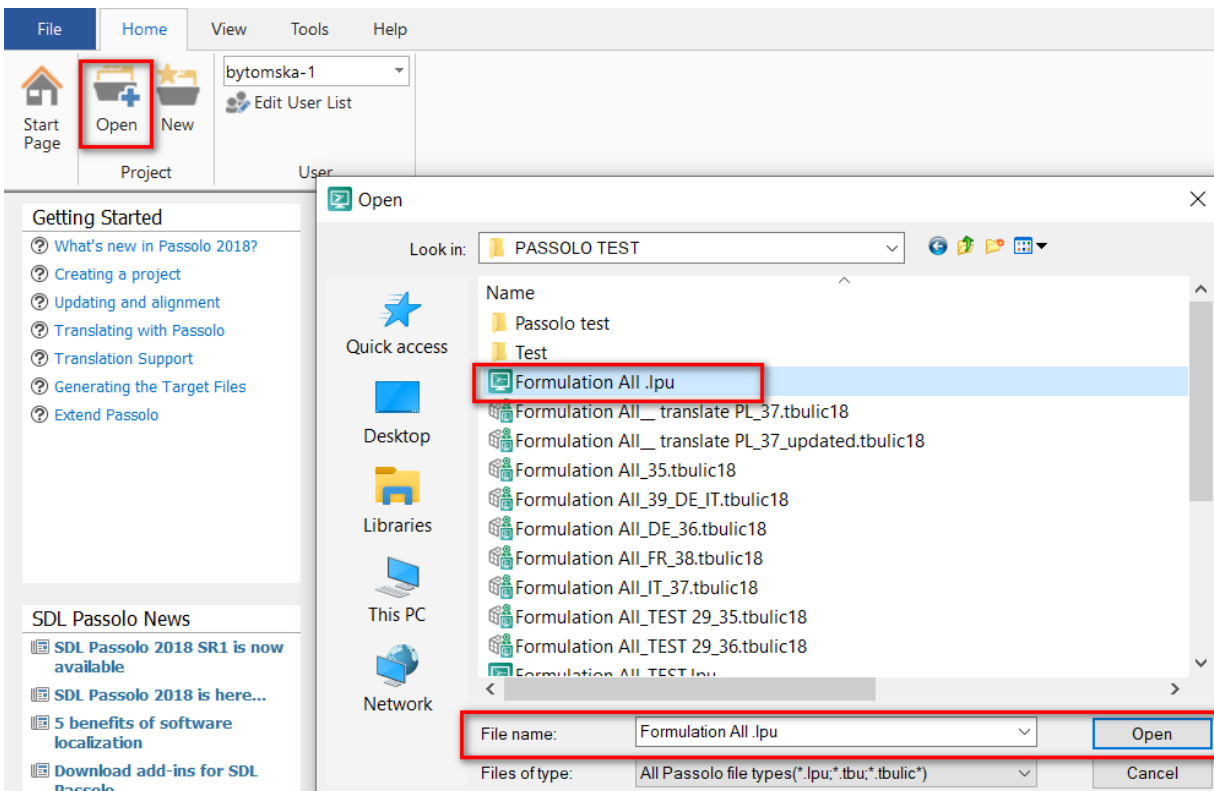 File Home View Tools Help
bytomska-1
Edit User List
Start Page
Open
New
Project
User
Getting Started
What's new in Passolo 2018?
Creating a project
Updating and alignment
Translating with Passolo
Translation Support
Generating the Target Files
Extend Passolo
SDL Passolo News
SDL Passolo 2018 SR1 is now
available
SDL Passolo 2018 is here...
5 benefits of software
localization
Download add-ins for SDL
Passolo
Open
Look in: PASSOLO TEST
Quick access
Desktop
Libraries
This PC
Network
Name
Passolo test
Test
Formulation All .lpu
Formulation All__ translate PL_37.tbulic18
Formulation All__ translate PL_37_updated.tbulic18
Formulation All_35.tbulic18
Formulation All_39_DE_IT.tbulic18
Formulation All_DE_36.tbulic18
Formulation All_FR_38.tbulic18
Formulation All_IT_37.tbulic18
Formulation All_TEST 29_35.tbulic18
Formulation All_TEST 29_36.tbulic18
Formulation All_TEST.lpu
File name: Formulation All .lpu Open
Files of type: All Passolo file types(*.lpu;*.tbu;*.tbulic*) Cancel